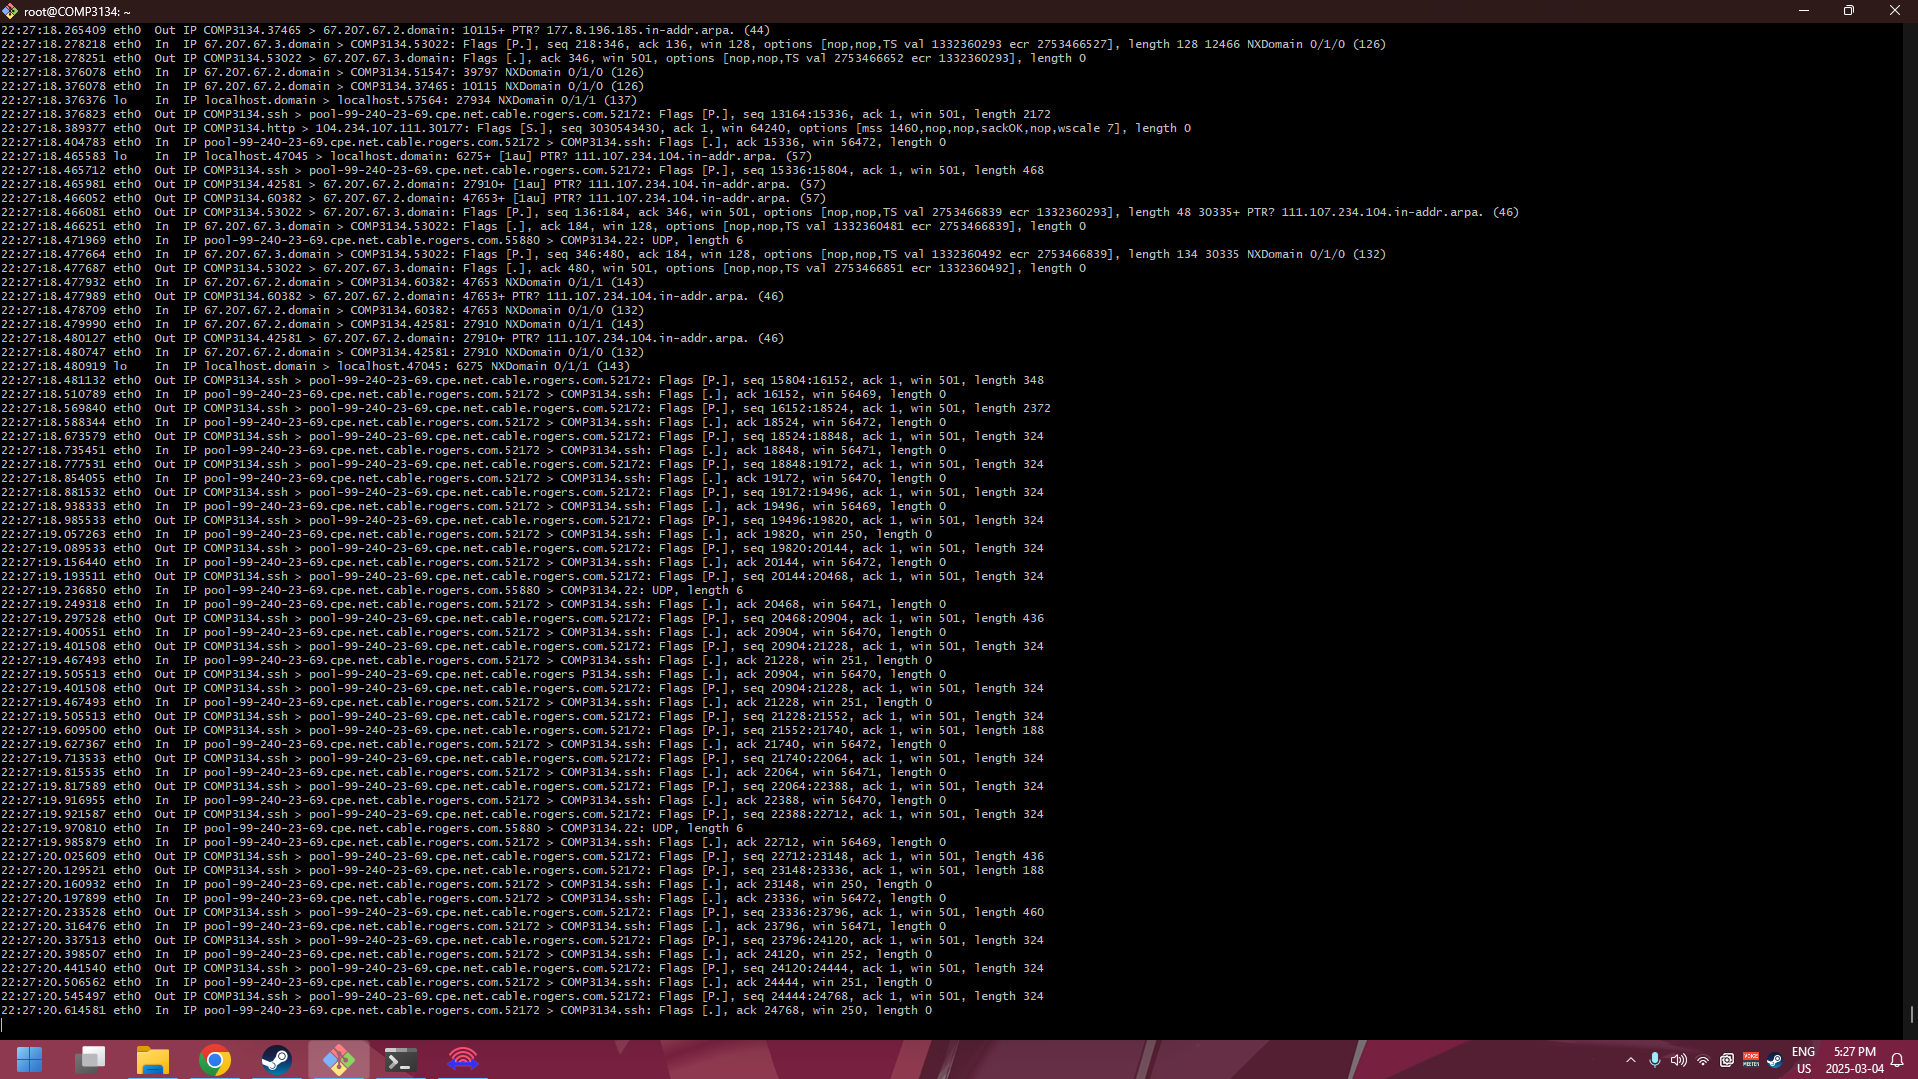 root@COMP3134: ~
22:27:18.265409 eth0  Out IP COMP3134.37465 > 67.207.67.2.domain: 10115+ PTR? 177.8.196.185.in-addr.arpa. (44)
22:27:18.278218 eth0  In  IP 67.207.67.3.domain > COMP3134.53022: Flags [P.], seq 218:346, ack 136, win 128, options [nop,nop,TS val 1332360293 ecr 2753466527], length 128 12466 NXDomain 0/1/0 (126)
22:27:18.278251 eth0  Out IP COMP3134.53022 > 67.207.67.3.domain: Flags [.], ack 346, win 501, options [nop,nop,TS val 2753466652 ecr 1332360293], length 0
22:27:18.376078 eth0  In  IP 67.207.67.2.domain > COMP3134.51547: 39797 NXDomain 0/1/0 (126)
22:27:18.376078 eth0  In  IP 67.207.67.2.domain > COMP3134.37465: 10115 NXDomain 0/1/0 (126)
22:27:18.376376 lo    In  IP localhost.domain > localhost.57564: 27934 NXDomain 0/1/1 (137)
22:27:18.376823 eth0  Out IP COMP3134.ssh > pool-99-240-23-69.cpe.net.cable.rogers.com.52172: Flags [P.], seq 13164:15336, ack 1, win 501, length 2172
22:27:18.389377 eth0  Out IP COMP3134.http > 104.234.107.111.30177: Flags [S.], seq 3030543430, ack 1, win 64240, options [mss 1460,nop,nop,sackOK,nop,wscale 7], length 0
22:27:18.404783 eth0  In  IP pool-99-240-23-69.cpe.net.cable.rogers.com.52172 > COMP3134.ssh: Flags [.], ack 15336, win 56472, length 0
22:27:18.465583 lo    In  IP localhost.47045 > localhost.domain: 6275+ [1au] PTR? 111.107.234.104.in-addr.arpa. (57)
22:27:18.465712 eth0  Out IP COMP3134.ssh > pool-99-240-23-69.cpe.net.cable.rogers.com.52172: Flags [P.], seq 15336:15804, ack 1, win 501, length 468
22:27:18.465981 eth0  Out IP COMP3134.42581 > 67.207.67.2.domain: 27910+ [1au] PTR? 111.107.234.104.in-addr.arpa. (57)
22:27:18.466052 eth0  Out IP COMP3134.60382 > 67.207.67.2.domain: 47653+ [1au] PTR? 111.107.234.104.in-addr.arpa. (57)
22:27:18.466081 eth0  Out IP COMP3134.53022 > 67.207.67.3.domain: Flags [P.], seq 136:184, ack 346, win 501, options [nop,nop,TS val 2753466839 ecr 1332360293], length 48 30335+ PTR? 111.107.234.104.in-addr.arpa. (46)
22:27:18.466251 eth0  In  IP 67.207.67.3.domain > COMP3134.53022: Flags [.], ack 184, win 128, options [nop,nop,TS val 1332360481 ecr 2753466839], length 0
22:27:18.471969 eth0  In  IP pool-99-240-23-69.cpe.net.cable.rogers.com.55880 > COMP3134.22: UDP, length 6
22:27:18.477664 eth0  In  IP 67.207.67.3.domain > COMP3134.53022: Flags [P.], seq 346:480, ack 184, win 128, options [nop,nop,TS val 1332360492 ecr 2753466839], length 134 30335 NXDomain 0/1/0 (132)
22:27:18.477687 eth0  Out IP COMP3134.53022 > 67.207.67.3.domain: Flags [.], ack 480, win 501, options [nop,nop,TS val 2753466851 ecr 1332360492], length 0
22:27:18.477932 eth0  In  IP 67.207.67.2.domain > COMP3134.60382: 47653 NXDomain 0/1/1 (143)
22:27:18.477989 eth0  Out IP COMP3134.60382 > 67.207.67.2.domain: 47653+ PTR? 111.107.234.104.in-addr.arpa. (46)
22:27:18.478709 eth0  In  IP 67.207.67.2.domain > COMP3134.60382: 47653 NXDomain 0/1/0 (132)
22:27:18.479990 eth0  In  IP 67.207.67.2.domain > COMP3134.42581: 27910 NXDomain 0/1/1 (143)
22:27:18.480127 eth0  Out IP COMP3134.42581 > 67.207.67.2.domain: 27910+ PTR? 111.107.234.104.in-addr.arpa. (46)
22:27:18.480747 eth0  In  IP 67.207.67.2.domain > COMP3134.42581: 27910 NXDomain 0/1/0 (132)
22:27:18.480919 lo    In  IP localhost.domain > localhost.47045: 6275 NXDomain 0/1/1 (143)
22:27:18.481132 eth0  Out IP COMP3134.ssh > pool-99-240-23-69.cpe.net.cable.rogers.com.52172: Flags [P.], seq 15804:16152, ack 1, win 501, length 348
22:27:18.510789 eth0  In  IP pool-99-240-23-69.cpe.net.cable.rogers.com.52172 > COMP3134.ssh: Flags [.], ack 16152, win 56469, length 0
22:27:18.569840 eth0  Out IP COMP3134.ssh > pool-99-240-23-69.cpe.net.cable.rogers.com.52172: Flags [P.], seq 16152:18524, ack 1, win 501, length 2372
22:27:18.588344 eth0  In  IP pool-99-240-23-69.cpe.net.cable.rogers.com.52172 > COMP3134.ssh: Flags [.], ack 18524, win 56472, length 0
22:27:18.673579 eth0  Out IP COMP3134.ssh > pool-99-240-23-69.cpe.net.cable.rogers.com.52172: Flags [P.], seq 18524:18848, ack 1, win 501, length 324
22:27:18.735451 eth0  In  IP pool-99-240-23-69.cpe.net.cable.rogers.com.52172 > COMP3134.ssh: Flags [.], ack 18848, win 56471, length 0
22:27:18.777531 eth0  Out IP COMP3134.ssh > pool-99-240-23-69.cpe.net.cable.rogers.com.52172: Flags [P.], seq 18848:19172, ack 1, win 501, length 324
22:27:18.854055 eth0  In  IP pool-99-240-23-69.cpe.net.cable.rogers.com.52172 > COMP3134.ssh: Flags [.], ack 19172, win 56470, length 0
22:27:18.881532 eth0  Out IP COMP3134.ssh > pool-99-240-23-69.cpe.net.cable.rogers.com.52172: Flags [P.], seq 19172:19496, ack 1, win 501, length 324
22:27:18.938333 eth0  In  IP pool-99-240-23-69.cpe.net.cable.rogers.com.52172 > COMP3134.ssh: Flags [.], ack 19496, win 56469, length 0
22:27:18.985533 eth0  Out IP COMP3134.ssh > pool-99-240-23-69.cpe.net.cable.rogers.com.52172: Flags [P.], seq 19496:19820, ack 1, win 501, length 324
22:27:19.057263 eth0  In  IP pool-99-240-23-69.cpe.net.cable.rogers.com.52172 > COMP3134.ssh: Flags [.], ack 19820, win 250, length 0
22:27:19.089533 eth0  Out IP COMP3134.ssh > pool-99-240-23-69.cpe.net.cable.rogers.com.52172: Flags [P.], seq 19820:20144, ack 1, win 501, length 324
22:27:19.156440 eth0  In  IP pool-99-240-23-69.cpe.net.cable.rogers.com.52172 > COMP3134.ssh: Flags [.], ack 20144, win 56472, length 0
22:27:19.193511 eth0  Out IP COMP3134.ssh > pool-99-240-23-69.cpe.net.cable.rogers.com.52172: Flags [P.], seq 20144:20468, ack 1, win 501, length 324
22:27:19.236850 eth0  In  IP pool-99-240-23-69.cpe.net.cable.rogers.com.55880 > COMP3134.22: UDP, length 6
22:27:19.249318 eth0  In  IP pool-99-240-23-69.cpe.net.cable.rogers.com.52172 > COMP3134.ssh: Flags [.], ack 20468, win 56471, length 0
22:27:19.297528 eth0  Out IP COMP3134.ssh > pool-99-240-23-69.cpe.net.cable.rogers.com.52172: Flags [P.], seq 20468:20904, ack 1, win 501, length 436
22:27:19.400551 eth0  In  IP pool-99-240-23-69.cpe.net.cable.rogers.com.52172 > COMP3134.ssh: Flags [.], ack 20904, win 56470, length 0
22:27:19.401508 eth0  Out IP COMP3134.ssh > pool-99-240-23-69.cpe.net.cable.rogers.com.52172: Flags [P.], seq 20904:21228, ack 1, win 501, length 324
22:27:19.467493 eth0  In  IP pool-99-240-23-69.cpe.net.cable.rogers.com.52172 > COMP3134.ssh: Flags [.], ack 21228, win 251, length 0
22:27:19.505513 eth0  Out IP pool-99-240-23-69.cpe.net.cable.rogers P3134.ssh: Flags [.], ack 20904, win 56470, length 0
22:27:19.401508 eth0  Out IP COMP3134.ssh > pool-99-240-23-69.cpe.net.cable.rogers.com.52172: Flags [P.], seq 20904:21228, ack 1, win 501, length 324
22:27:19.467493 eth0  In  IP pool-99-240-23-69.cpe.net.cable.rogers.com.52172 > COMP3134.ssh: Flags [.], ack 21228, win 251, length 0
22:27:19.505513 eth0  Out IP COMP3134.ssh > pool-99-240-23-69.cpe.net.cable.rogers.com.52172: Flags [P.], seq 21228:21552, ack 1, win 501, length 324
22:27:19.609500 eth0  Out IP COMP3134.ssh > pool-99-240-23-69.cpe.net.cable.rogers.com.52172: Flags [P.], seq 21552:21740, ack 1, win 501, length 188
22:27:19.627367 eth0  In  IP pool-99-240-23-69.cpe.net.cable.rogers.com.52172 > COMP3134.ssh: Flags [.], ack 21740, win 56472, length 0
22:27:19.713533 eth0  Out IP COMP3134.ssh > pool-99-240-23-69.cpe.net.cable.rogers.com.52172: Flags [P.], seq 21740:22064, ack 1, win 501, length 324
22:27:19.815535 eth0  In  IP pool-99-240-23-69.cpe.net.cable.rogers.com.52172 > COMP3134.ssh: Flags [.], ack 22064, win 56471, length 0
22:27:19.817589 eth0  Out IP COMP3134.ssh > pool-99-240-23-69.cpe.net.cable.rogers.com.52172: Flags [P.], seq 22064:22388, ack 1, win 501, length 324
22:27:19.916955 eth0  In  IP pool-99-240-23-69.cpe.net.cable.rogers.com.52172 > COMP3134.ssh: Flags [.], ack 22388, win 56470, length 0
22:27:19.921587 eth0  Out IP COMP3134.ssh > pool-99-240-23-69.cpe.net.cable.rogers.com.52172: Flags [P.], seq 22388:22712, ack 1, win 501, length 324
22:27:19.970810 eth0  In  IP pool-99-240-23-69.cpe.net.cable.rogers.com.55880 > COMP3134.22: UDP, length 6
22:27:19.985879 eth0  In  IP pool-99-240-23-69.cpe.net.cable.rogers.com.52172 > COMP3134.ssh: Flags [.], ack 22712, win 56469, length 0
22:27:20.025609 eth0  Out IP COMP3134.ssh > pool-99-240-23-69.cpe.net.cable.rogers.com.52172: Flags [P.], seq 22712:23148, ack 1, win 501, length 436
22:27:20.129521 eth0  Out IP COMP3134.ssh > pool-99-240-23-69.cpe.net.cable.rogers.com.52172: Flags [P.], seq 23148:23336, ack 1, win 501, length 188
22:27:20.160932 eth0  In  IP pool-99-240-23-69.cpe.net.cable.rogers.com.52172 > COMP3134.ssh: Flags [.], ack 23148, win 250, length 0
22:27:20.197899 eth0  In  IP pool-99-240-23-69.cpe.net.cable.rogers.com.52172 > COMP3134.ssh: Flags [.], ack 23336, win 56472, length 0
22:27:20.233528 eth0  Out IP COMP3134.ssh > pool-99-240-23-69.cpe.net.cable.rogers.com.52172: Flags [P.], seq 23336:23796, ack 1, win 501, length 460
22:27:20.316476 eth0  In  IP pool-99-240-23-69.cpe.net.cable.rogers.com.52172 > COMP3134.ssh: Flags [.], ack 23796, win 56471, length 0
22:27:20.337513 eth0  Out IP COMP3134.ssh > pool-99-240-23-69.cpe.net.cable.rogers.com.52172: Flags [P.], seq 23796:24120, ack 1, win 501, length 324
22:27:20.398507 eth0  In  IP pool-99-240-23-69.cpe.net.cable.rogers.com.52172 > COMP3134.ssh: Flags [.], ack 24120, win 252, length 0
22:27:20.441540 eth0  Out IP COMP3134.ssh > pool-99-240-23-69.cpe.net.cable.rogers.com.52172: Flags [P.], seq 24120:24444, ack 1, win 501, length 324
22:27:20.506562 eth0  In  IP pool-99-240-23-69.cpe.net.cable.rogers.com.52172 > COMP3134.ssh: Flags [.], ack 24444, win 251, length 0
22:27:20.545497 eth0  Out IP COMP3134.ssh > pool-99-240-23-69.cpe.net.cable.rogers.com.52172: Flags [P.], seq 24444:24768, ack 1, win 501, length 324
22:27:20.614581 eth0  In  IP pool-99-240-23-69.cpe.net.cable.rogers.com.52172 > COMP3134.ssh: Flags [.], ack 24768, win 250, length 0
ENG
US
5:27 PM
2025-03-04